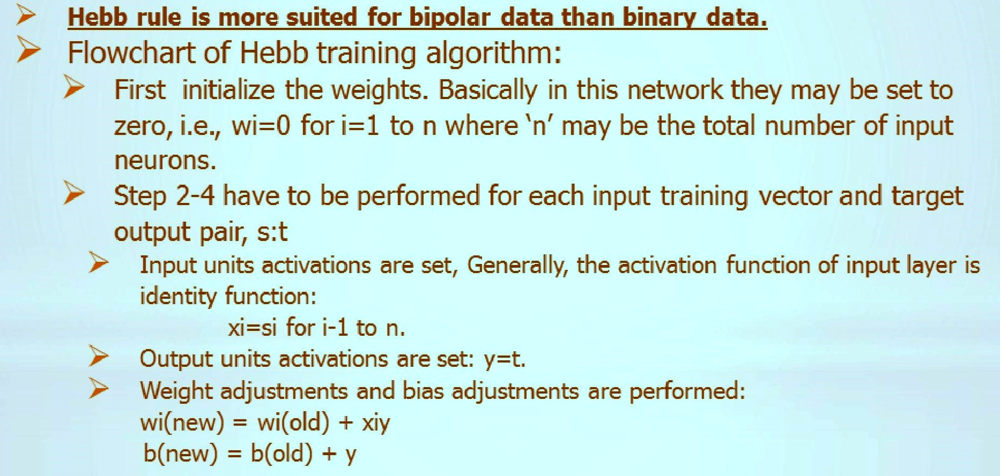 Hebb rule is more suited for bipolar data than binary data.
Flowchart of Hebb training algorithm:
First initialize the weights. Basically in this network they may be set to
zero, i.e., wi=0 for i=1 to n where ‘n’ may be the total number of input
neurons.
Step 2-4 have to be performed for each input training vector and target
output pair, s:t
Input units activations are set, Generally, the activation function of input layer is
identity function:
xi=si for i-1 to n.
Output units activations are set: y=t.
Weight adjustments and bias adjustments are performed:
wi(new) = wi(old) + xiy
b(new) = b(old) + y